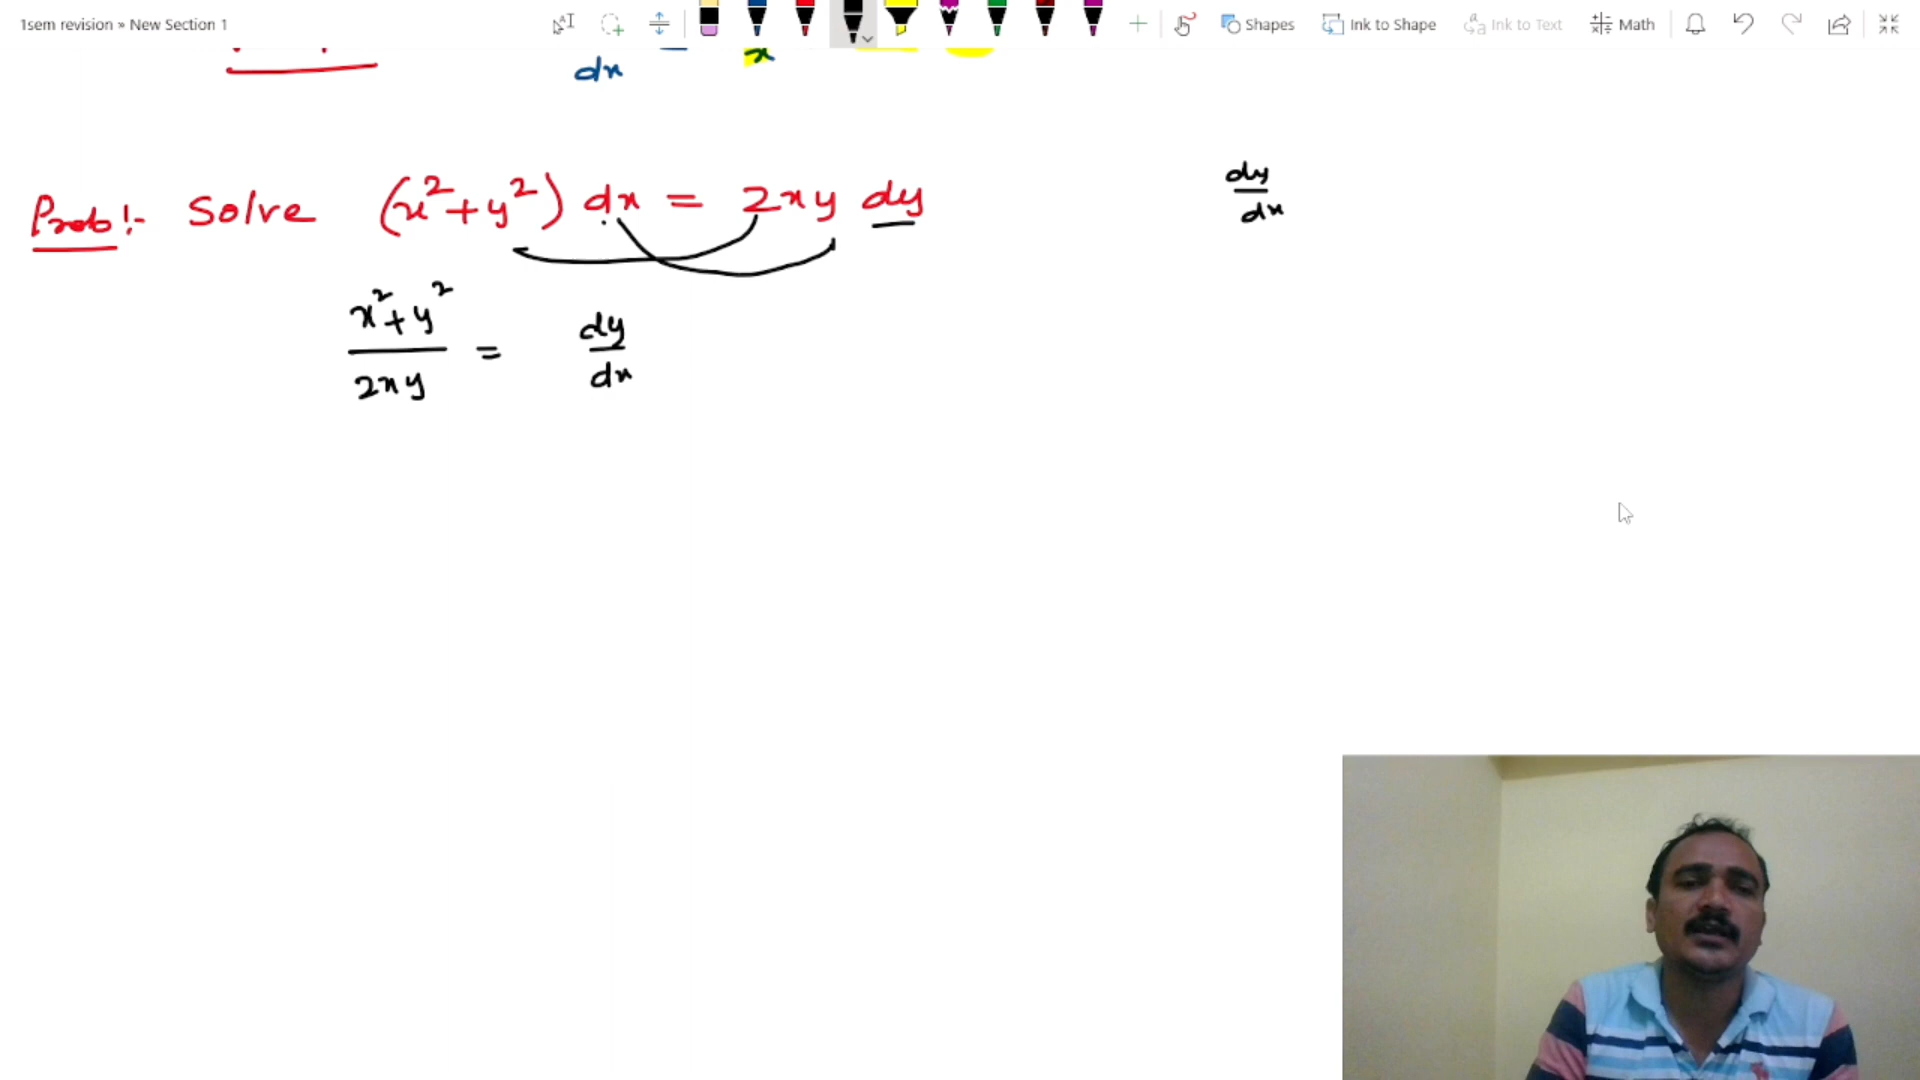 1sem revision » New Section 1
Shapes
Ink to Shape
Ink to Text
Math
dx
x
Prob:- Solve (x²+y²) dx = 2xy dy
dy
dx
x²+y²
2xy
=
dy
dx